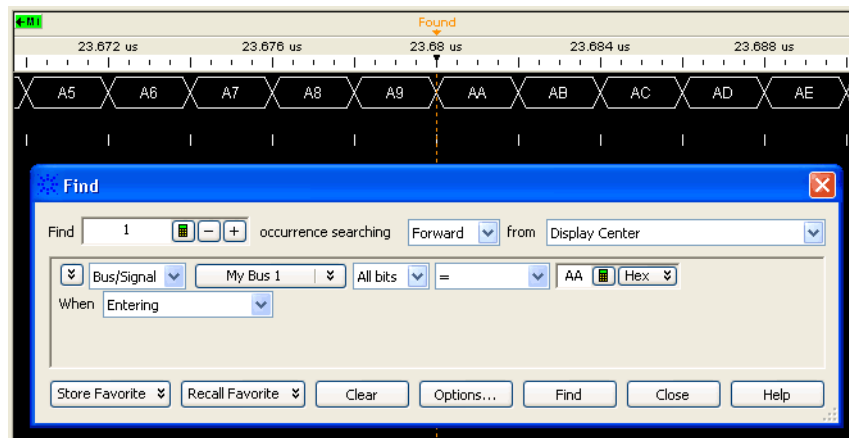 M1
Found
23.672 us 23.676 us 23.68 us 23.684 us 23.688 us
A5 A6 A7 A8 A9 AA AB AC AD AE
Find
Find 1 occurrence searching Forward from Display Center
Bus/Signal My Bus 1 All bits = AA Hex
When Entering
Store Favorite Recall Favorite Clear Options... Find Close Help